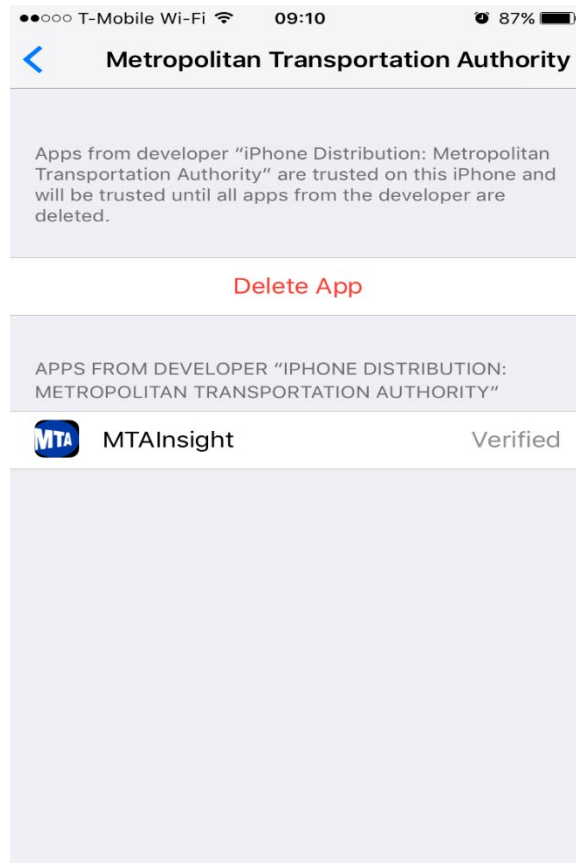 T-Mobile Wi-Fi 09:10 87%
Metropolitan Transportation Authority
Apps from developer “iPhone Distribution: Metropolitan
Transportation Authority” are trusted on this iPhone and
will be trusted until all apps from the developer are
deleted.
Delete App
APPS FROM DEVELOPER “IPHONE DISTRIBUTION:
METROPOLITAN TRANSPORTATION AUTHORITY”
MTA MTAInsight Verified